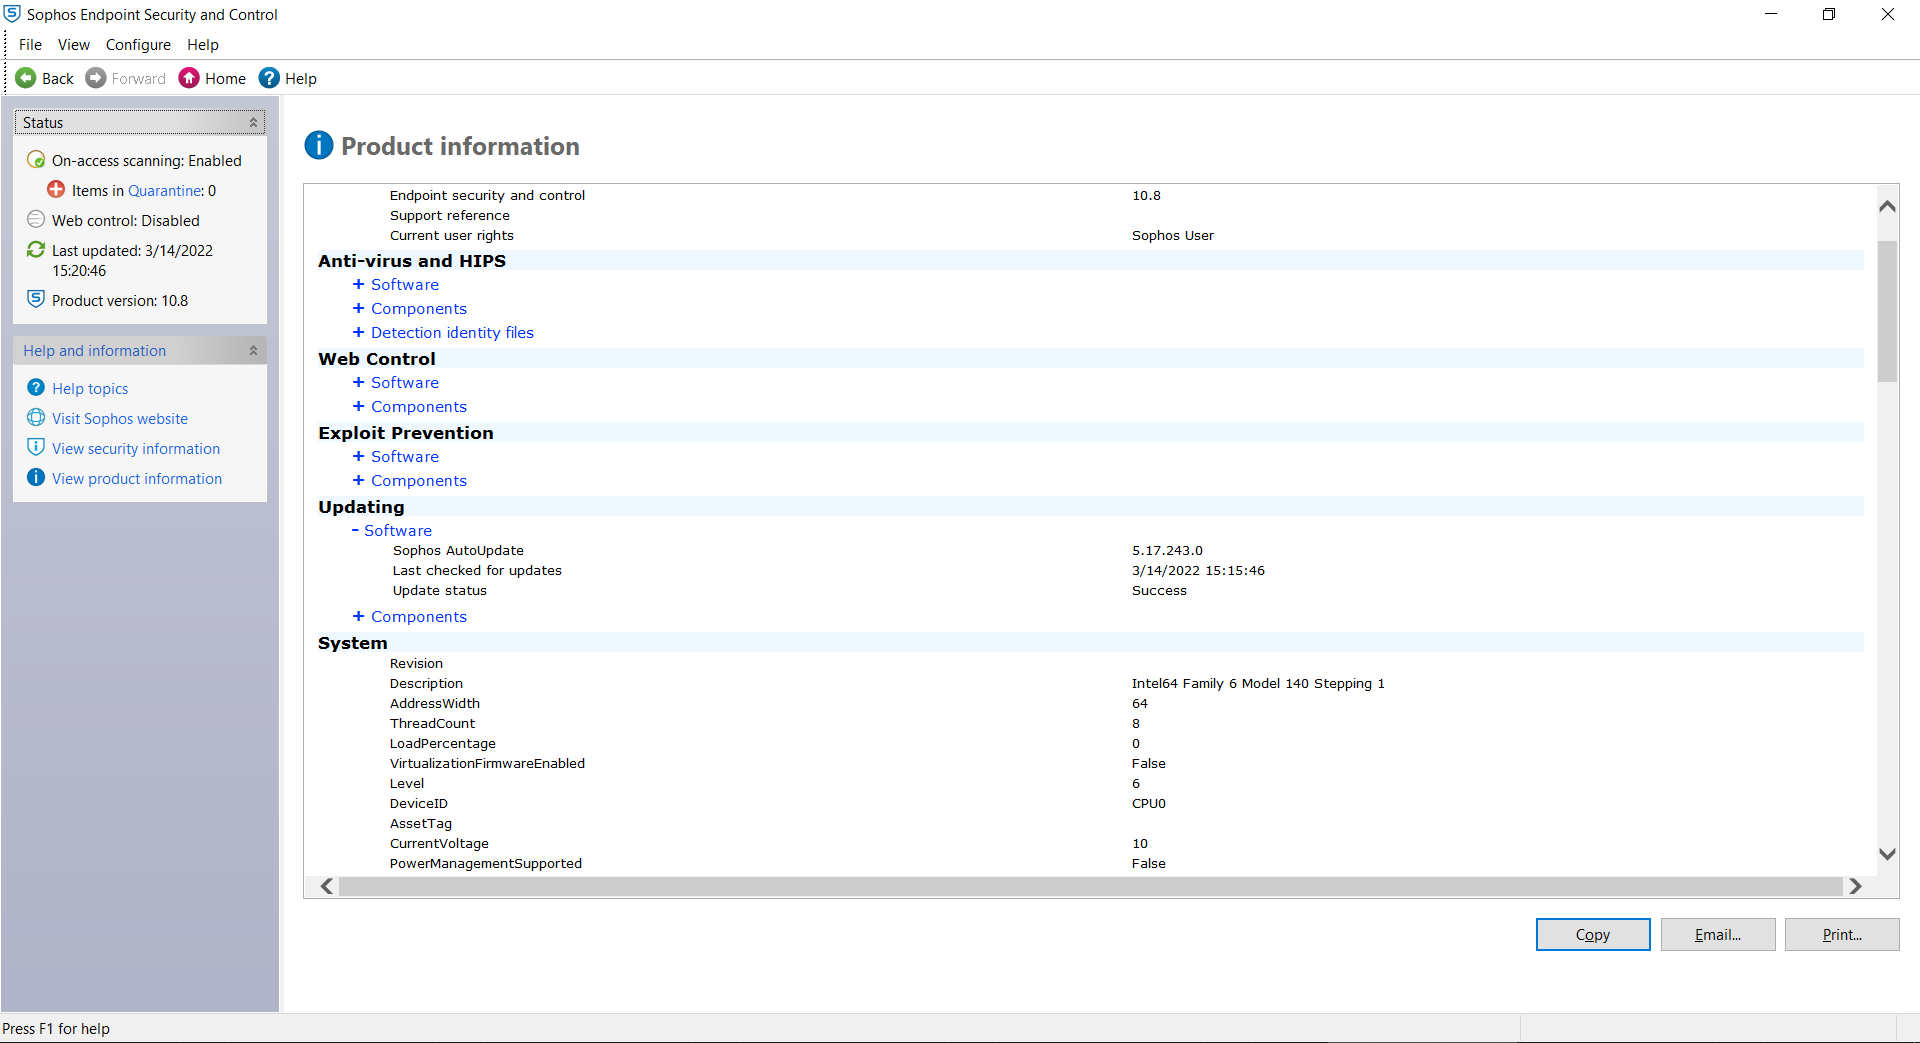 Sophos Endpoint Security and Control
File View Configure Help
Back Forward Home Help
Status
On-access scanning: Enabled
Items in Quarantine: 0
Web control: Disabled
Last updated: 3/14/2022
15:20:46
Product version: 10.8
Help and information
Help topics
Visit Sophos website
View security information
View product information
Product information
Endpoint security and control 10.8
Support reference
Current user rights Sophos User
Anti-virus and HIPS
+ Software
+ Components
+ Detection identity files
Web Control
+ Software
+ Components
Exploit Prevention
+ Software
+ Components
Updating
- Software
Sophos AutoUpdate 5.17.243.0
Last checked for updates 3/14/2022 15:15:46
Update status Success
+ Components
System
Revision
Description Intel64 Family 6 Model 140 Stepping 1
AddressWidth 64
ThreadCount 8
LoadPercentage 0
VirtualizationFirmwareEnabled False
Level 6
DeviceID CPU0
AssetTag
CurrentVoltage 10
PowerManagementSupported False
Copy Email... Print...
Press F1 for help